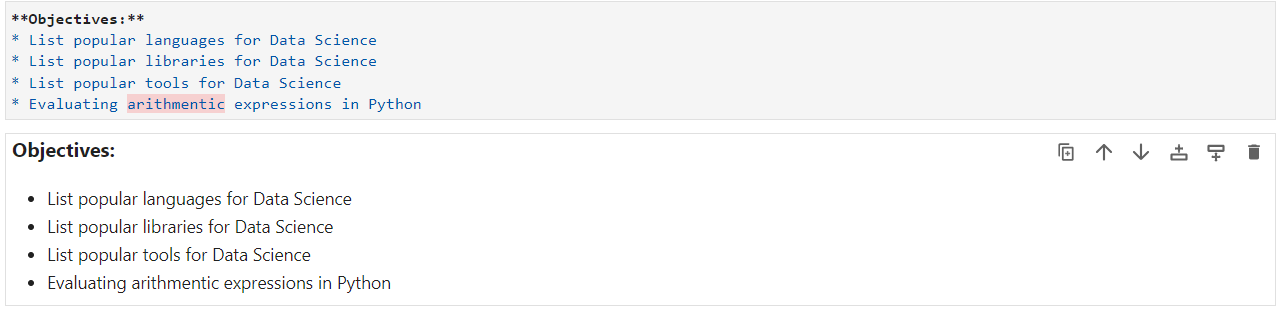 **Objectives:**
* List popular languages for Data Science
* List popular libraries for Data Science
* List popular tools for Data Science
* Evaluating arithmentic expressions in Python
Objectives:
• List popular languages for Data Science
• List popular libraries for Data Science
• List popular tools for Data Science
• Evaluating arithmentic expressions in Python